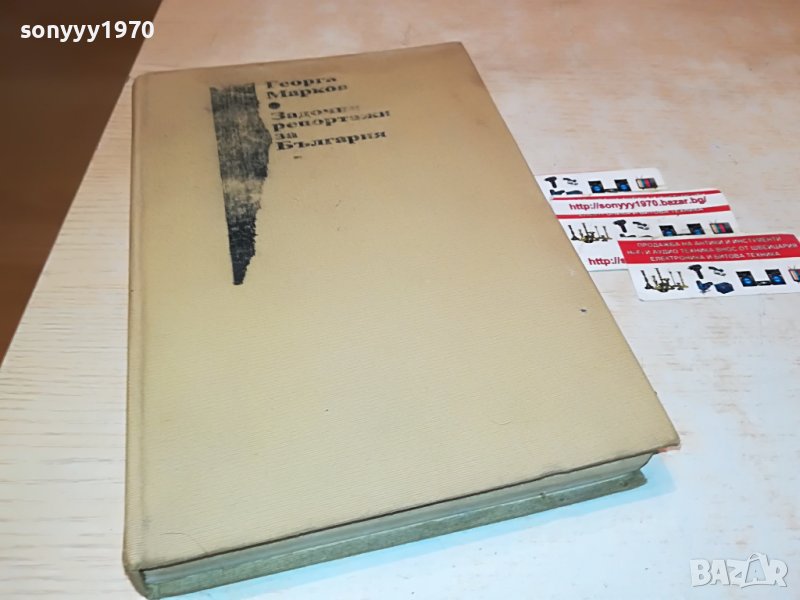 sonyyy1970
Георги
Марков
Задочни
репортажи
за
България
http://sonyyy1970.bazar.bg/
ПРОДАЖБА НА АНТИКИ И ИНСТРУМЕНТИ
Hi-Fi И АУДИО ТЕХНИКА ВНОС ОТ ШВЕЙЦАРИЯ
ЕЛЕКТРОНИКА И БИТОВА ТЕХНИКА
BAZAR
sonyyy1970